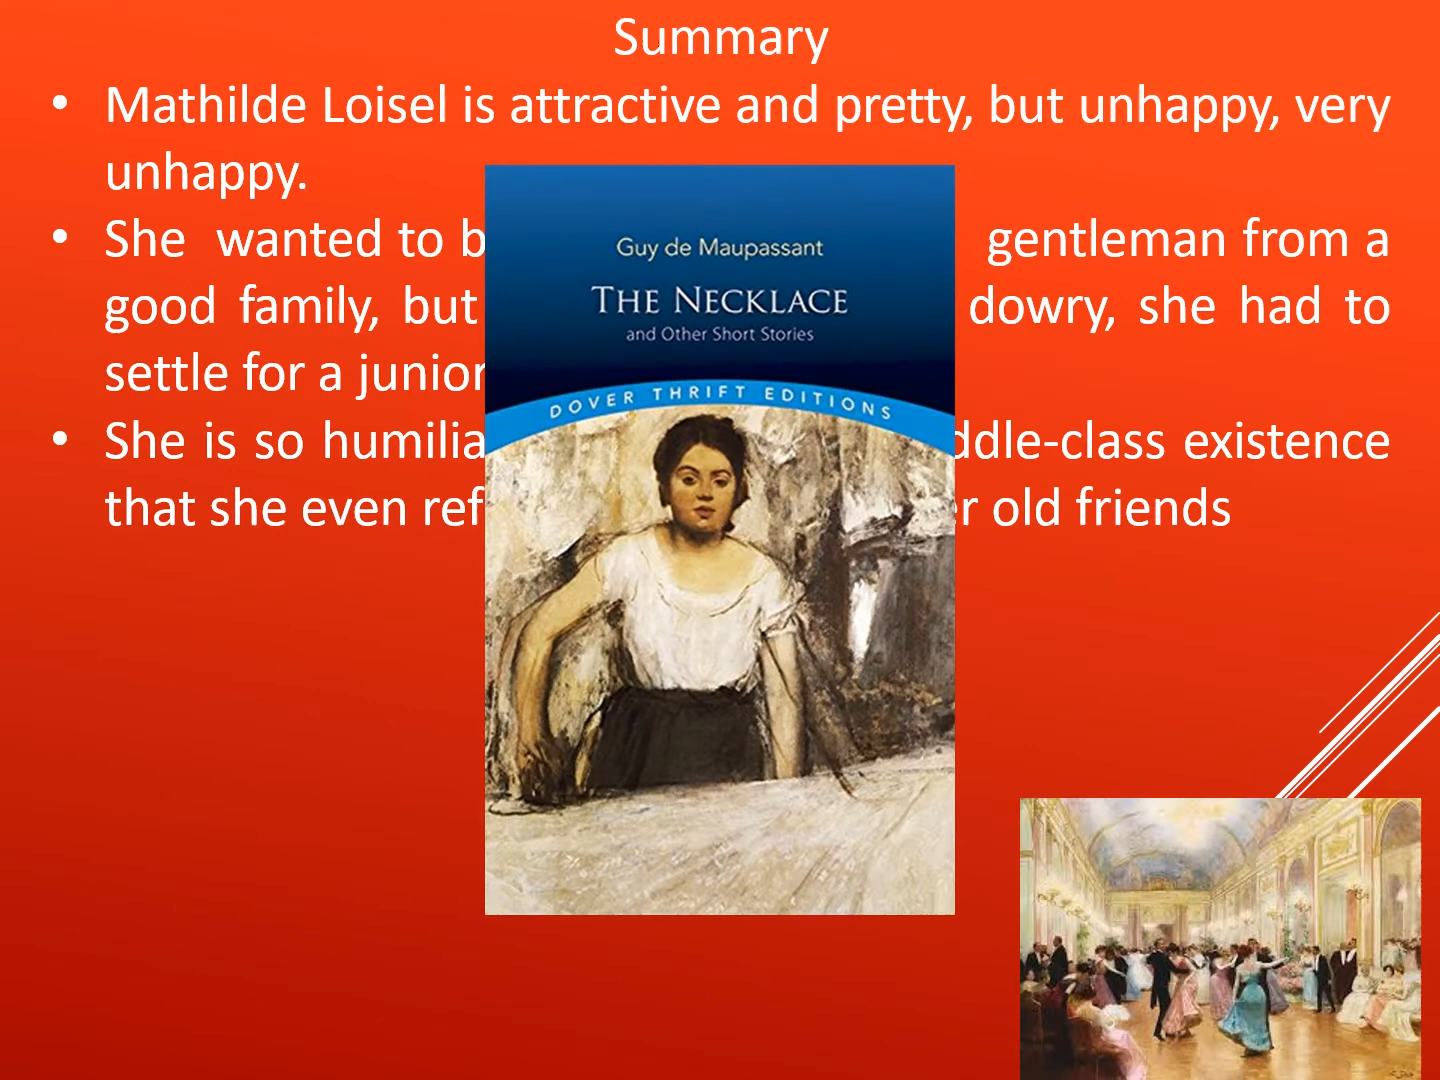 Summary
• Mathilde Loisel is attractive and pretty, but unhappy, very
unhappy.
• She wanted to b gentleman from a
good family, but dowry, she had to
settle for a junior
• She is so humilia ddle-class existence
that she even ref er old friends
Guy de Maupassant
THE NECKLACE
and Other Short Stories
DOVER THRIFT EDITIONS